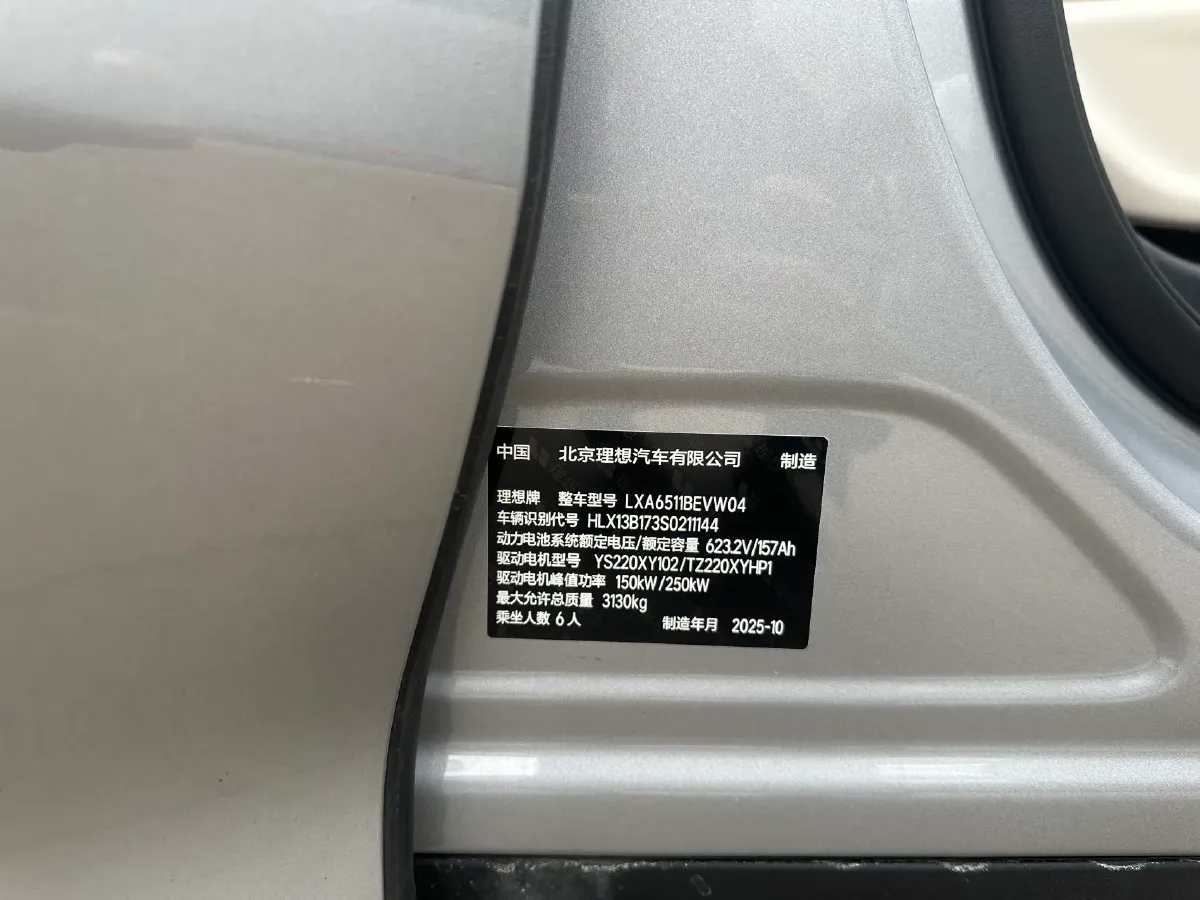 中国 北京理想汽车有限公司 制造
理想牌 整车型号 LXA6511BEVW04
车辆识别代号 HLX13B173S0211144
动力电池系统额定电压/额定容量 623.2V/157Ah
驱动电机型号 YS220XY102/TZ220XYHP1
驱动电机峰值功率 150kW/250kW
最大允许总质量 3130kg
乘坐人数 6人 制造年月 2025-10